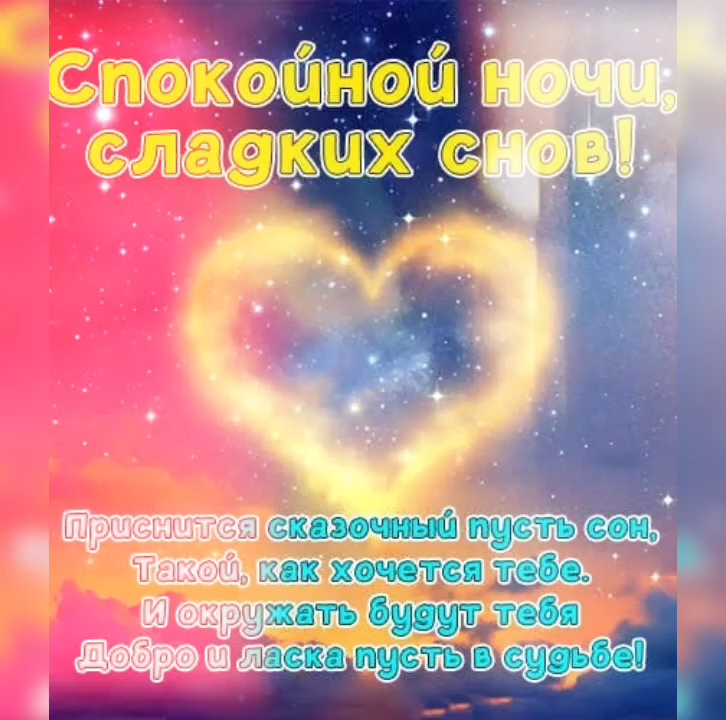 Спокойной ночи,
сладких снов!
Приснится сказочный пусть сон,
Такой, как хочется тебе.
И окружать будут тебя
Добро и ласка пусть в судьбе!